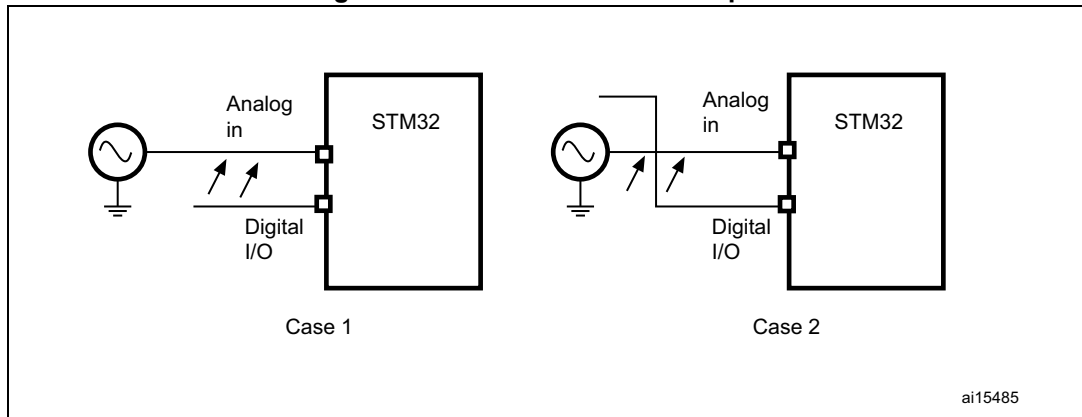 Analog
in
STM32
Digital
I/O
Case 1
Analog
in
STM32
Digital
I/O
Case 2
ai15485